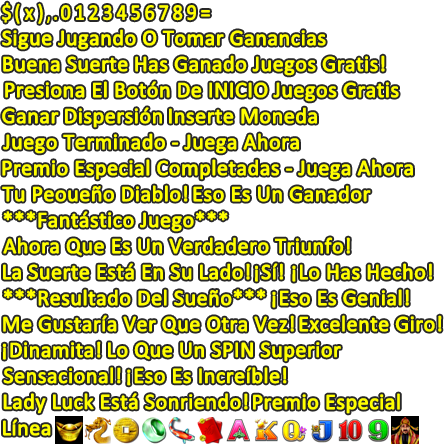 $(x),.0123456789=
Sigue Jugando O Tomar Ganancias
Buena Suerte Has Ganado Juegos Gratis!
Presiona El Botón De INICIO Juegos Gratis
Ganar Dispersión Inserte Moneda
Juego Terminado - Juega Ahora
Premio Especial Completadas - Juega Ahora
Tu Peoueño Diablo! Eso Es Un Ganador
***Fantástico Juego***
Ahora Que Es Un Verdadero Triunfo!
La Suerte Está En Su Lado! ¡Sí! ¡Lo Has Hecho!
***Resultado Del Sueño*** ¡Eso Es Genial!
Me Gustaría Ver Que Otra Vez! Excelente Giro!
¡Dinamita! Lo Que Un SPIN Superior
Sensacional! ¡Eso Es Increíble!
Lady Luck Está Sonriendo! Premio Especial
Línea A K Q J 10 9